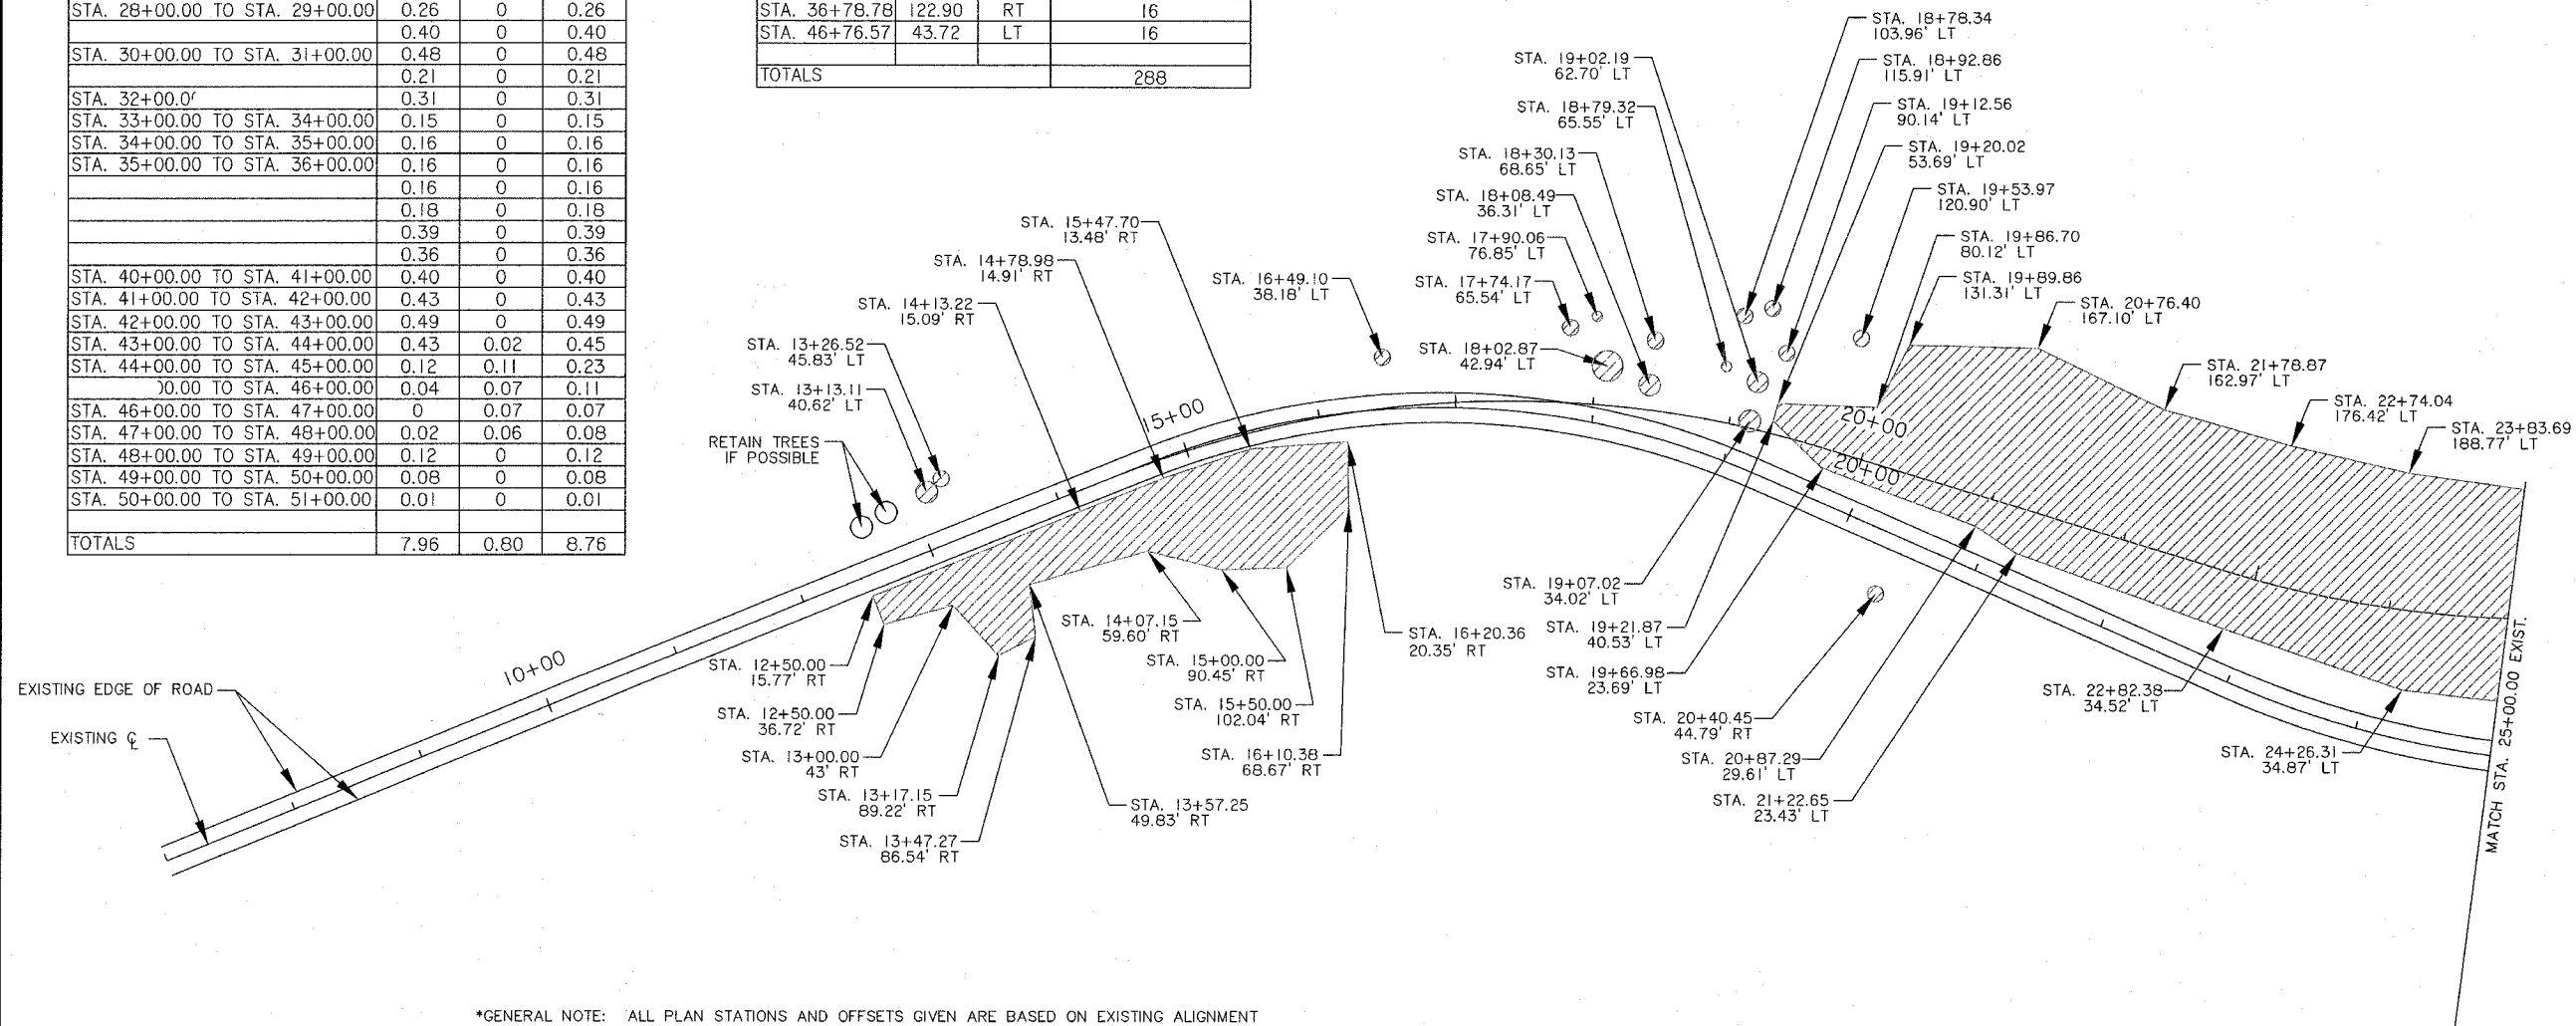 STA. 28+00.00 TO STA. 29+00.00 0.26 0 0.26
0.40 0 0.40
STA. 30+00.00 TO STA. 31+00.00 0.48 0 0.48
0.21 0 0.21
STA. 32+00.0 0.31 0 0.31
STA. 33+00.00 TO STA. 34+00.00 0.15 0 0.15
STA. 34+00.00 TO STA. 35+00.00 0.16 0 0.16
STA. 35+00.00 TO STA. 36+00.00 0.16 0 0.16
0.16 0 0.16
0.18 0 0.18
0.39 0 0.39
0.36 0 0.36
STA. 40+00.00 TO STA. 41+00.00 0.40 0 0.40
STA. 41+00.00 TO STA. 42+00.00 0.43 0 0.43
STA. 42+00.00 TO STA. 43+00.00 0.49 0 0.49
STA. 43+00.00 TO STA. 44+00.00 0.43 0.02 0.45
STA. 44+00.00 TO STA. 45+00.00 0.12 0.11 0.23
00.00 TO STA. 46+00.00 0.04 0.07 0.11
STA. 46+00.00 TO STA. 47+00.00 0 0.07 0.07
STA. 47+00.00 TO STA. 48+00.00 0.02 0.06 0.08
STA. 48+00.00 TO STA. 49+00.00 0.12 0 0.12
STA. 49+00.00 TO STA. 50+00.00 0.08 0 0.08
STA. 50+00.00 TO STA. 51+00.00 0.01 0 0.01
TOTALS 7.96 0.80 8.76
STA. 36+78.78 122.90 RT 16
STA. 46+76.57 43.72 LT 16
TOTALS 288
STA. 18+78.34
103.96' LT
STA. 19+02.19
62.70' LT
STA. 18+92.86
115.91' LT
STA. 18+79.32
65.55' LT
STA. 19+12.56
90.14' LT
STA. 18+30.13
68.65' LT
STA. 19+20.02
53.69' LT
STA. 18+08.49
36.31' LT
STA. 19+53.97
120.90' LT
STA. 17+90.06
76.85' LT
STA. 19+86.70
80.12' LT
STA. 17+74.17
65.54' LT
STA. 19+89.86
131.31' LT
STA. 18+02.87
42.94' LT
STA. 20+76.40
167.10' LT
STA. 21+78.87
162.97' LT
STA. 22+74.04
176.42' LT
STA. 23+83.69
188.77' LT
STA. 15+47.70
13.48' RT
STA. 14+78.98
14.91' RT
STA. 16+49.10
38.18' LT
STA. 14+13.22
15.09' RT
STA. 13+26.52
45.83' LT
STA. 13+13.11
40.62' LT
RETAIN TREES
IF POSSIBLE
15+00
20+00
20+00
10+00
EXISTING EDGE OF ROAD
EXISTING ℄
STA. 12+50.00
15.77' RT
STA. 12+50.00
36.72' RT
STA. 13+00.00
43' RT
STA. 13+17.15
89.22' RT
STA. 13+47.27
86.54' RT
STA. 13+57.25
49.83' RT
STA. 14+07.15
59.60' RT
STA. 15+00.00
90.45' RT
STA. 15+50.00
102.04' RT
STA. 16+10.38
68.67' RT
STA. 16+20.36
20.35' RT
STA. 19+07.02
34.02' LT
STA. 19+21.87
40.53' LT
STA. 19+66.98
23.69' LT
STA. 20+40.45
44.79' RT
STA. 20+87.29
29.61' LT
STA. 21+22.65
23.43' LT
STA. 22+82.38
34.52' LT
STA. 24+26.31
34.87' LT
MATCH STA. 25+00.00 EXIST.
*GENERAL NOTE: ALL PLAN STATIONS AND OFFSETS GIVEN ARE BASED ON EXISTING ALIGNMENT